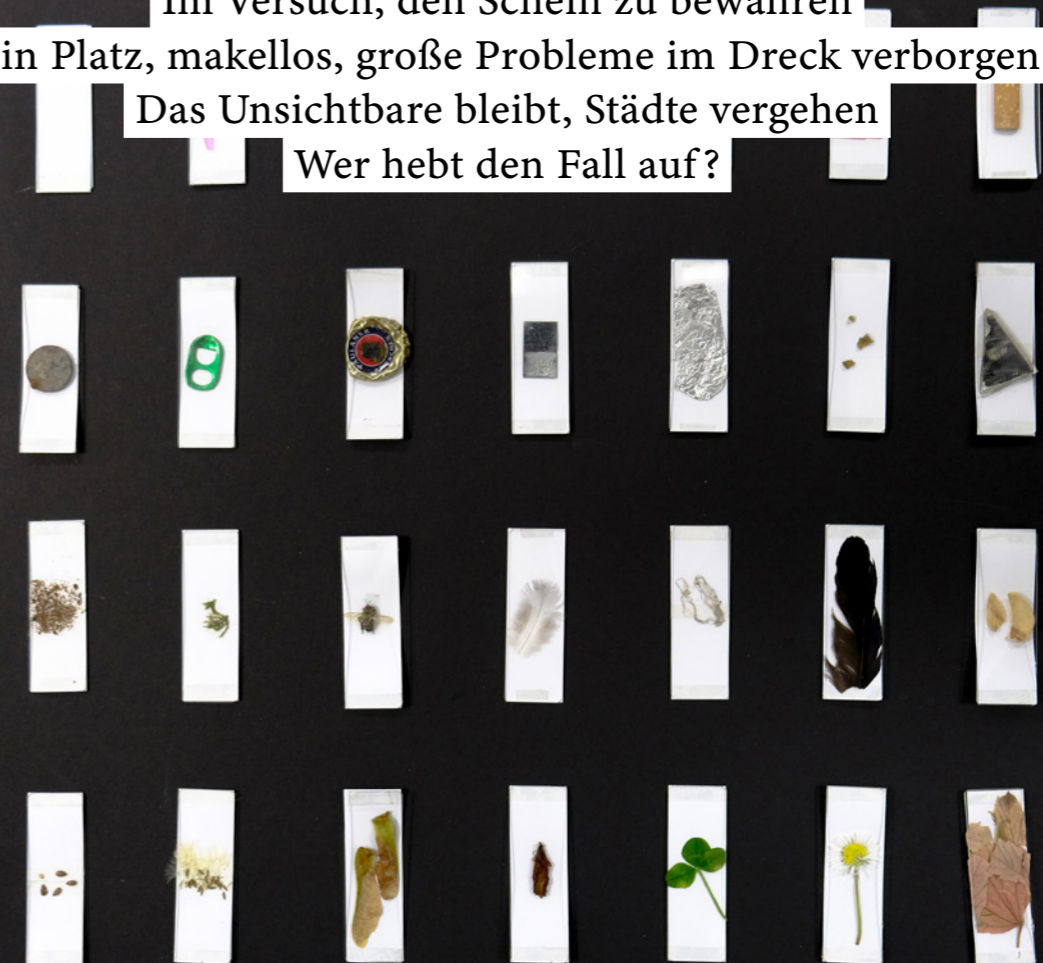 Im Versuch, den Schein zu bewahren
in Platz, makellos, große Probleme im Dreck verborgen
Das Unsichtbare bleibt, Städte vergehen
Wer hebt den Fall auf?
PAULANER